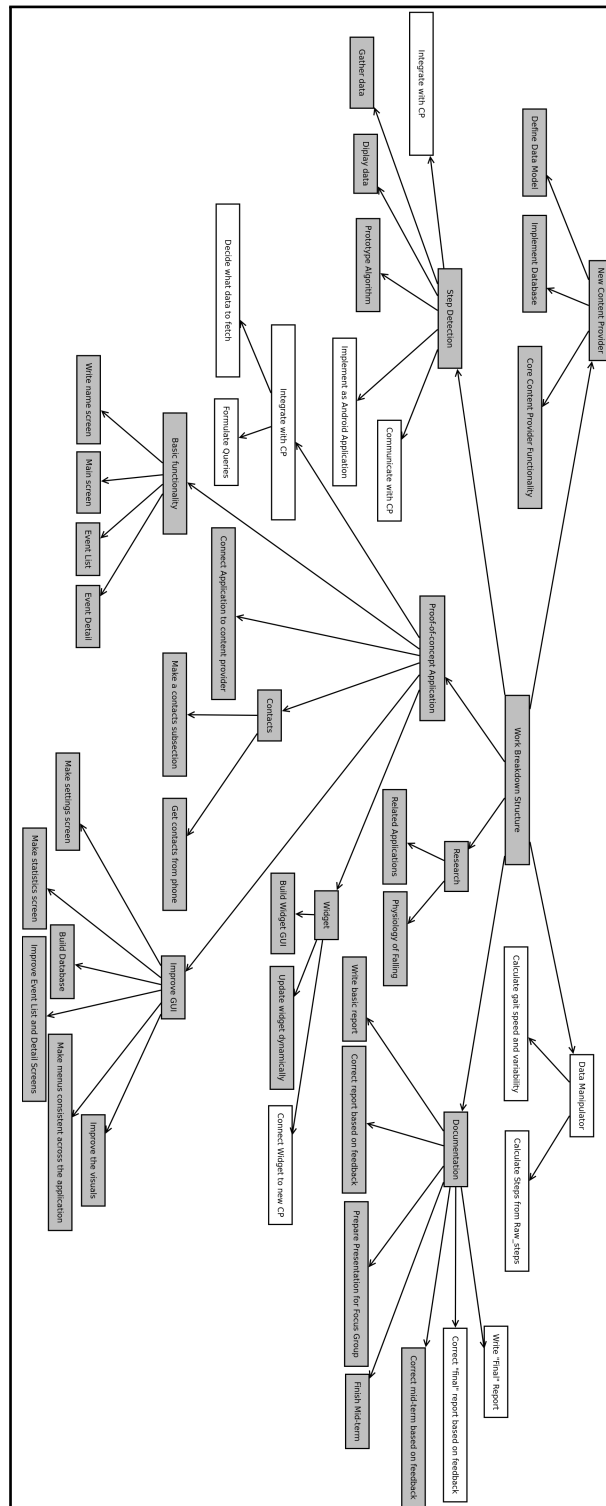 Work Breakdown Structure
New Content Provider
Define Data Model
Implement Database
Core Content Provider Functionality
Step Detection
Integrate with CP
Gather data
Diplay data
Prototype Algorithm
Implement as Android Application
Communicate with CP
Proof-of-concept Application
Integrate with CP
Decide what data to fetch
Formulate Queries
Basic functionality
Write name screen
Main screen
Event List
Event Detail
Connect Application to content provider
Contacts
Make a contacts subsection
Get contacts from phone
Widget
Build Widget GUI
Update widget dynamically
Connect Widget to new CP
Improve GUI
Make settings screen
Make statistics screen
Build Database
Improve Event List and Detail Screens
Make menus consistent across the application
Improve the visuals
Research
Related Applications
Physiology of Falling
Documentation
Write basic report
Correct report based on feedback
Prepare Presentation for Focus Group
Finish Mid-term
Correct mid-term based on feedback
Correct "final" report based on feedback
Write "Final" Report
Data Manipulator
Calculate gait speed and variability
Calculate Steps from Raw_steps